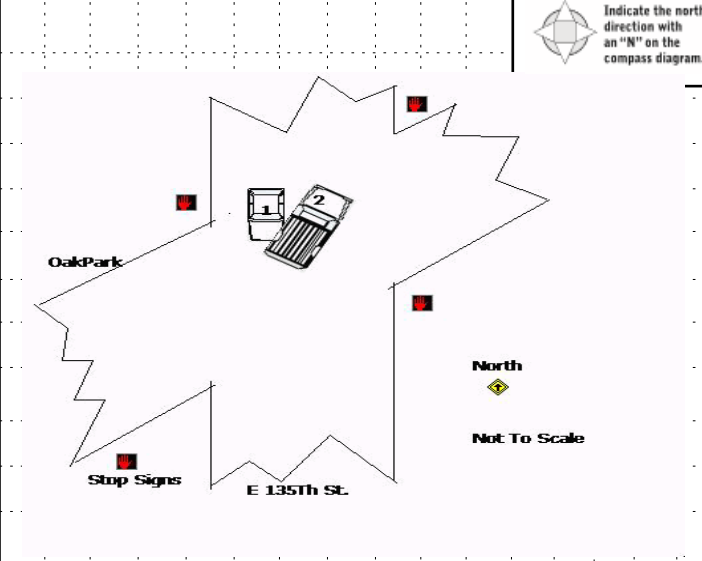 Indicate the north
direction with
an "N" on the
compass diagram.
1
2
OakPark
North
Not To Scale
Stop Signs
E 135Th St.